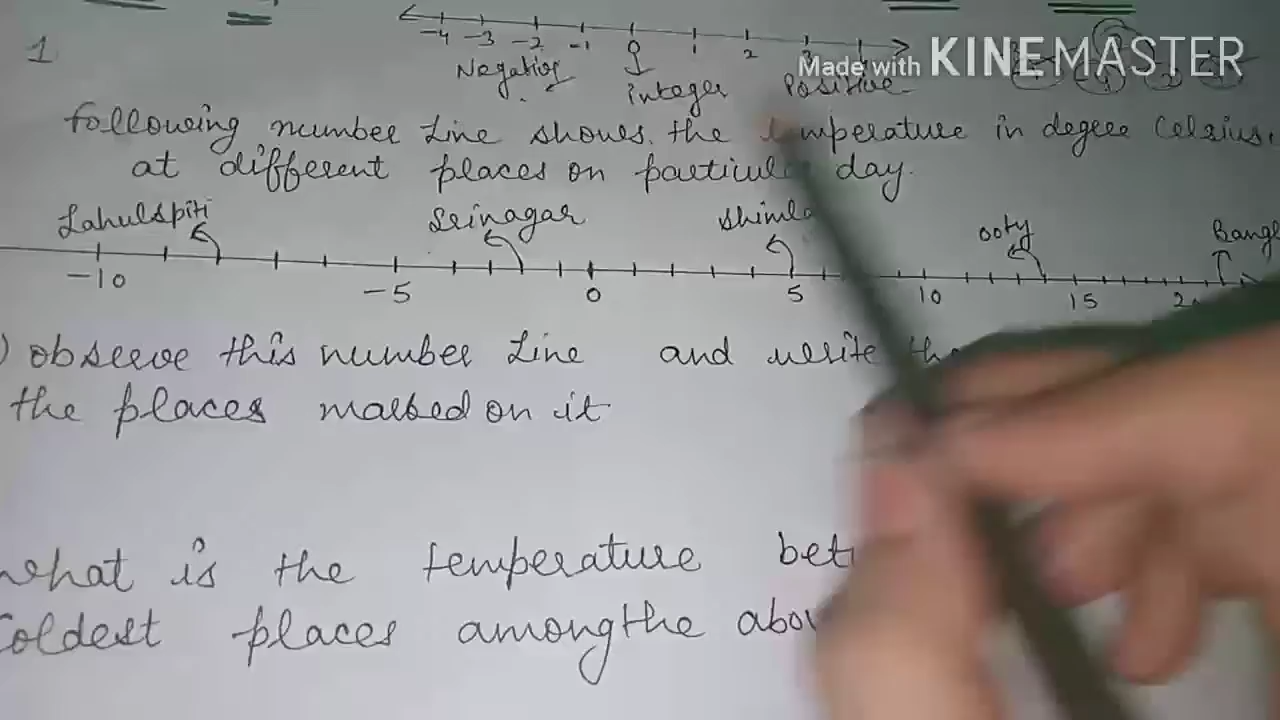 1
-4 -3 -2 -1 0 1 2
Made with KINEMASTER
Negative Integer Positive
following number line shows the temperature in degree Celsius.
at different places on particular day.
Lahulspiti Srinagar Shimla Ooty Bangl
-10 -5 0 5 10 15 20
) observe this number line and write the
the places marked on it
what is the temperature bet
Coldest places among the abov